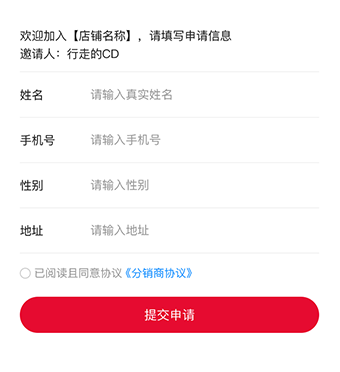 欢迎加入【店铺名称】，请填写申请信息
邀请人：行走的CD
姓名 请输入真实姓名
手机号 请输入手机号
性别 请输入性别
地址 请输入地址
已阅读且同意协议《分销商协议》
提交申请